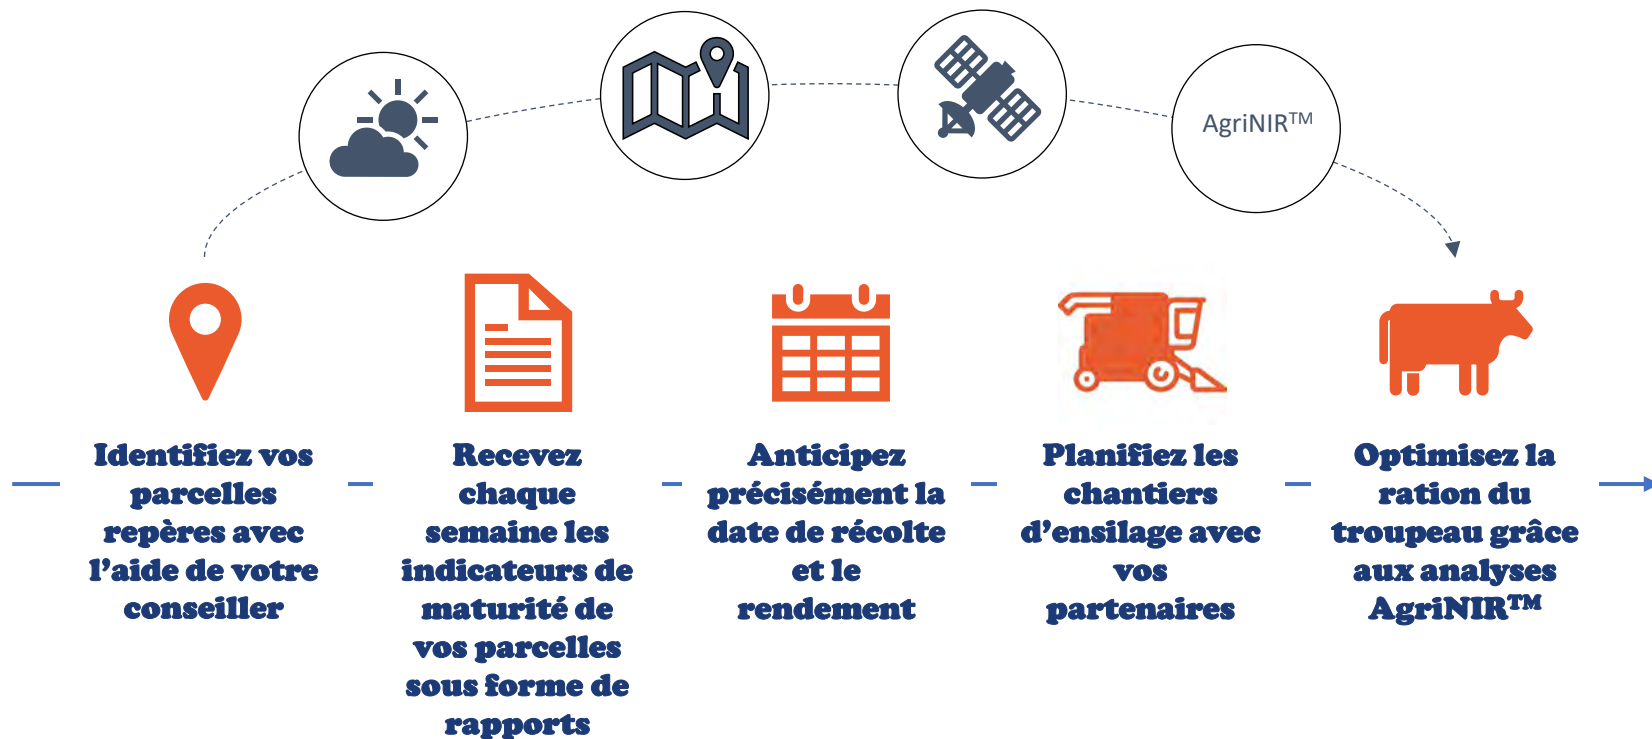 AgriNIR™
Identifiez vos
parcelles
repères avec
l’aide de votre
conseiller
Recevez
chaque
semaine les
indicateurs de
maturité de
vos parcelles
sous forme de
rapports
Anticipez
précisément la
date de récolte
et le
rendement
Planifiez les
chantiers
d’ensilage avec
vos
partenaires
Optimisez la
ration du
troupeau grâce
aux analyses
AgriNIR™